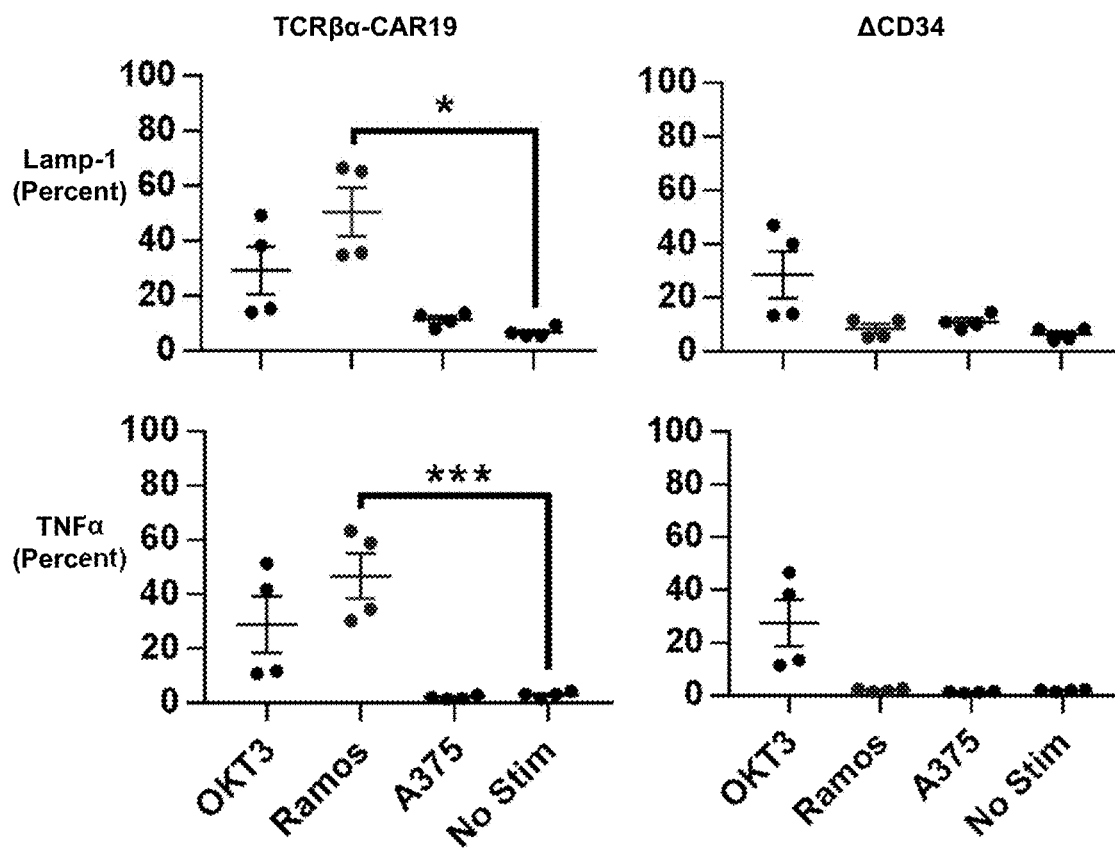 TCRβα-CAR19
ΔCD34
Lamp-1
(Percent)
100
80
60
40
20
0
*
100
80
60
40
20
0
TNFα
(Percent)
100
80
60
40
20
0
***
100
80
60
40
20
0
OKT3
Ramos
A375
No Stim
OKT3
Ramos
A375
No Stim